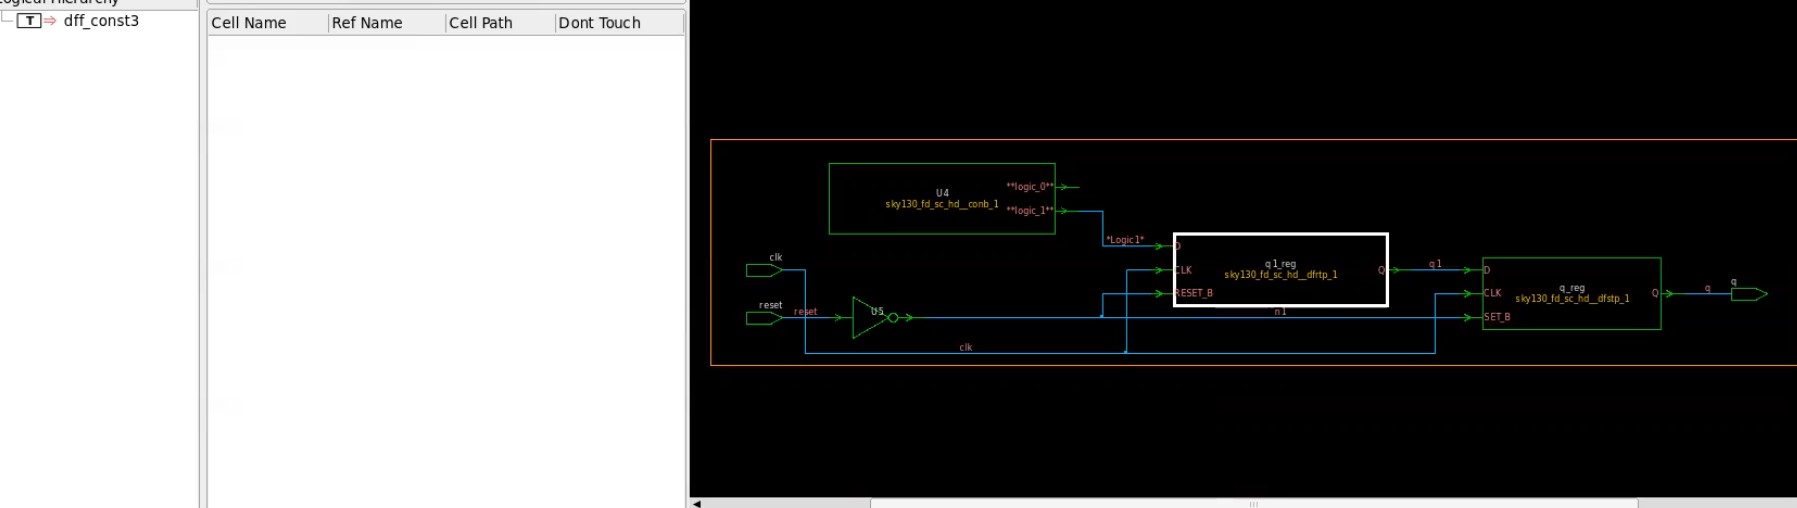 Logical Hierarchy
T dff_const3
Cell Name Ref Name Cell Path Dont Touch
U4
sky130_fd_sc_hd__conb_1
**logic_0**
**logic_1**
*Logic1*
D
CLK
RESET_B
q1_reg
sky130_fd_sc_hd__dfrtp_1
Q
q1
D
CLK
SET_B
q_reg
sky130_fd_sc_hd__dfstp_1
Q
q
q
clk
reset
reset
U5
n1
clk